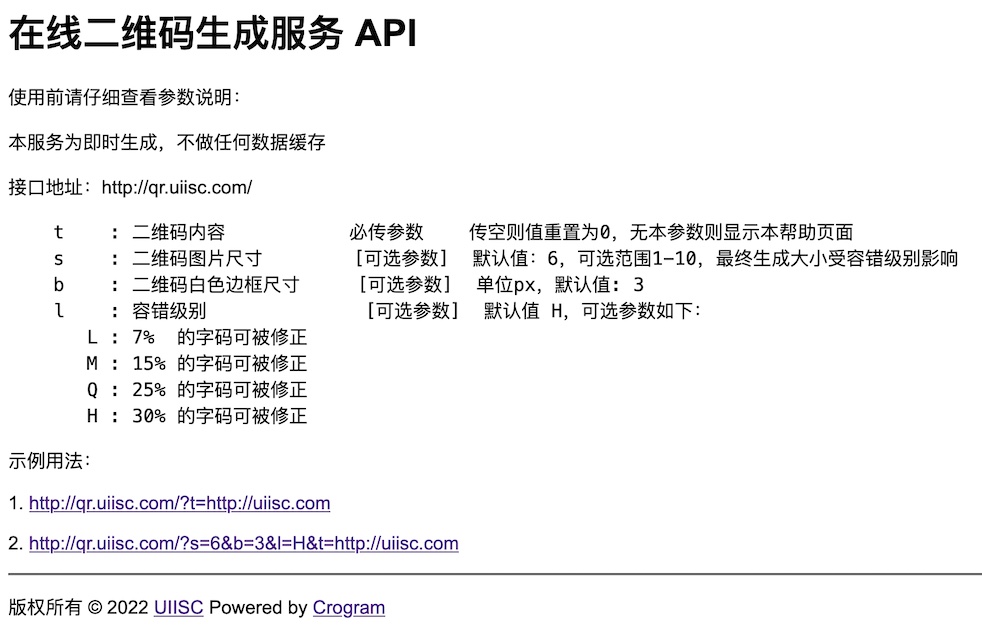 在线二维码生成服务 API
使用前请仔细查看参数说明：
本服务为即时生成，不做任何数据缓存
接口地址：http://qr.uiisc.com/
t : 二维码内容 必传参数 传空则值重置为0，无本参数则显示本帮助页面
s : 二维码图片尺寸 [可选参数] 默认值：6，可选范围1-10，最终生成大小受容错级别影响
b : 二维码白色边框尺寸 [可选参数] 单位px，默认值: 3
l : 容错级别 [可选参数] 默认值 H，可选参数如下：
L : 7% 的字码可被修正
M : 15% 的字码可被修正
Q : 25% 的字码可被修正
H : 30% 的字码可被修正
示例用法：
1. http://qr.uiisc.com/?t=http://uiisc.com
2. http://qr.uiisc.com/?s=6&b=3&l=H&t=http://uiisc.com
版权所有 © 2022 UIISC Powered by Crogram